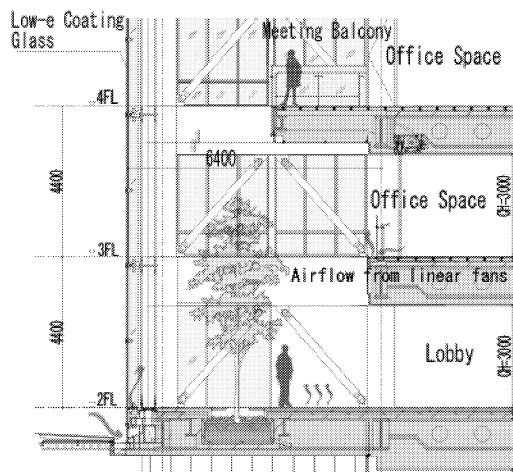 Low-e Coating
Glass
Meeting Balcony
Office Space
4FL
4400
6400
Office Space
CH=3000
3FL
Airflow from linear fans
4400
Lobby
CH=3000
2FL